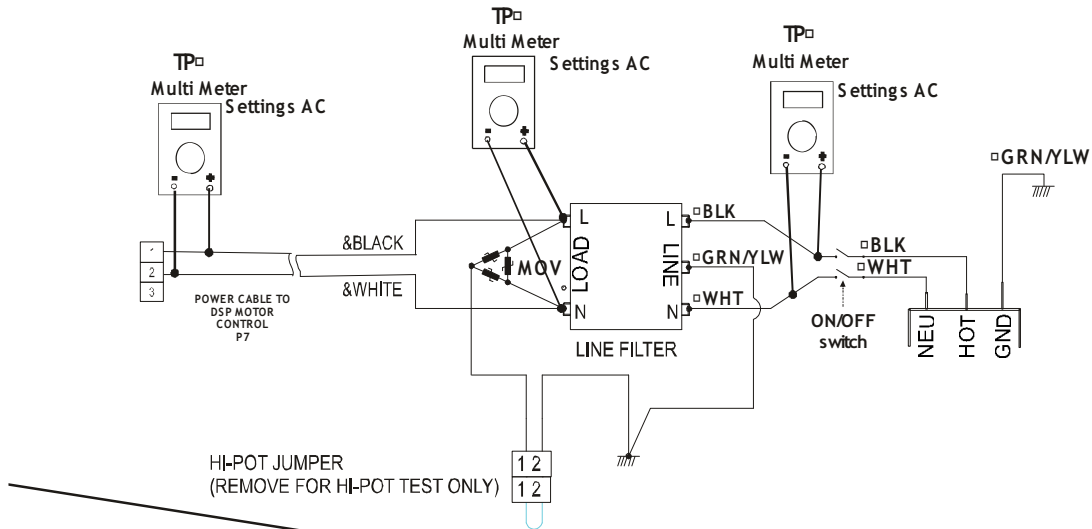 TP□
Multi Meter
Settings AC
TP□
Multi Meter
Settings AC
TP□
Multi Meter
Settings AC
□GRN/YLW
&BLACK
&WHITE
1
2
3
POWER CABLE TO
DSP MOTOR
CONTROL
P7
MOV
L
LOAD
N
L
LINE
N
LINE FILTER
□BLK
□GRN/YLW
□WHT
□BLK
□WHT
ON/OFF
switch
NEU
HOT
GND
HI-POT JUMPER
(REMOVE FOR HI-POT TEST ONLY)
1 2
1 2